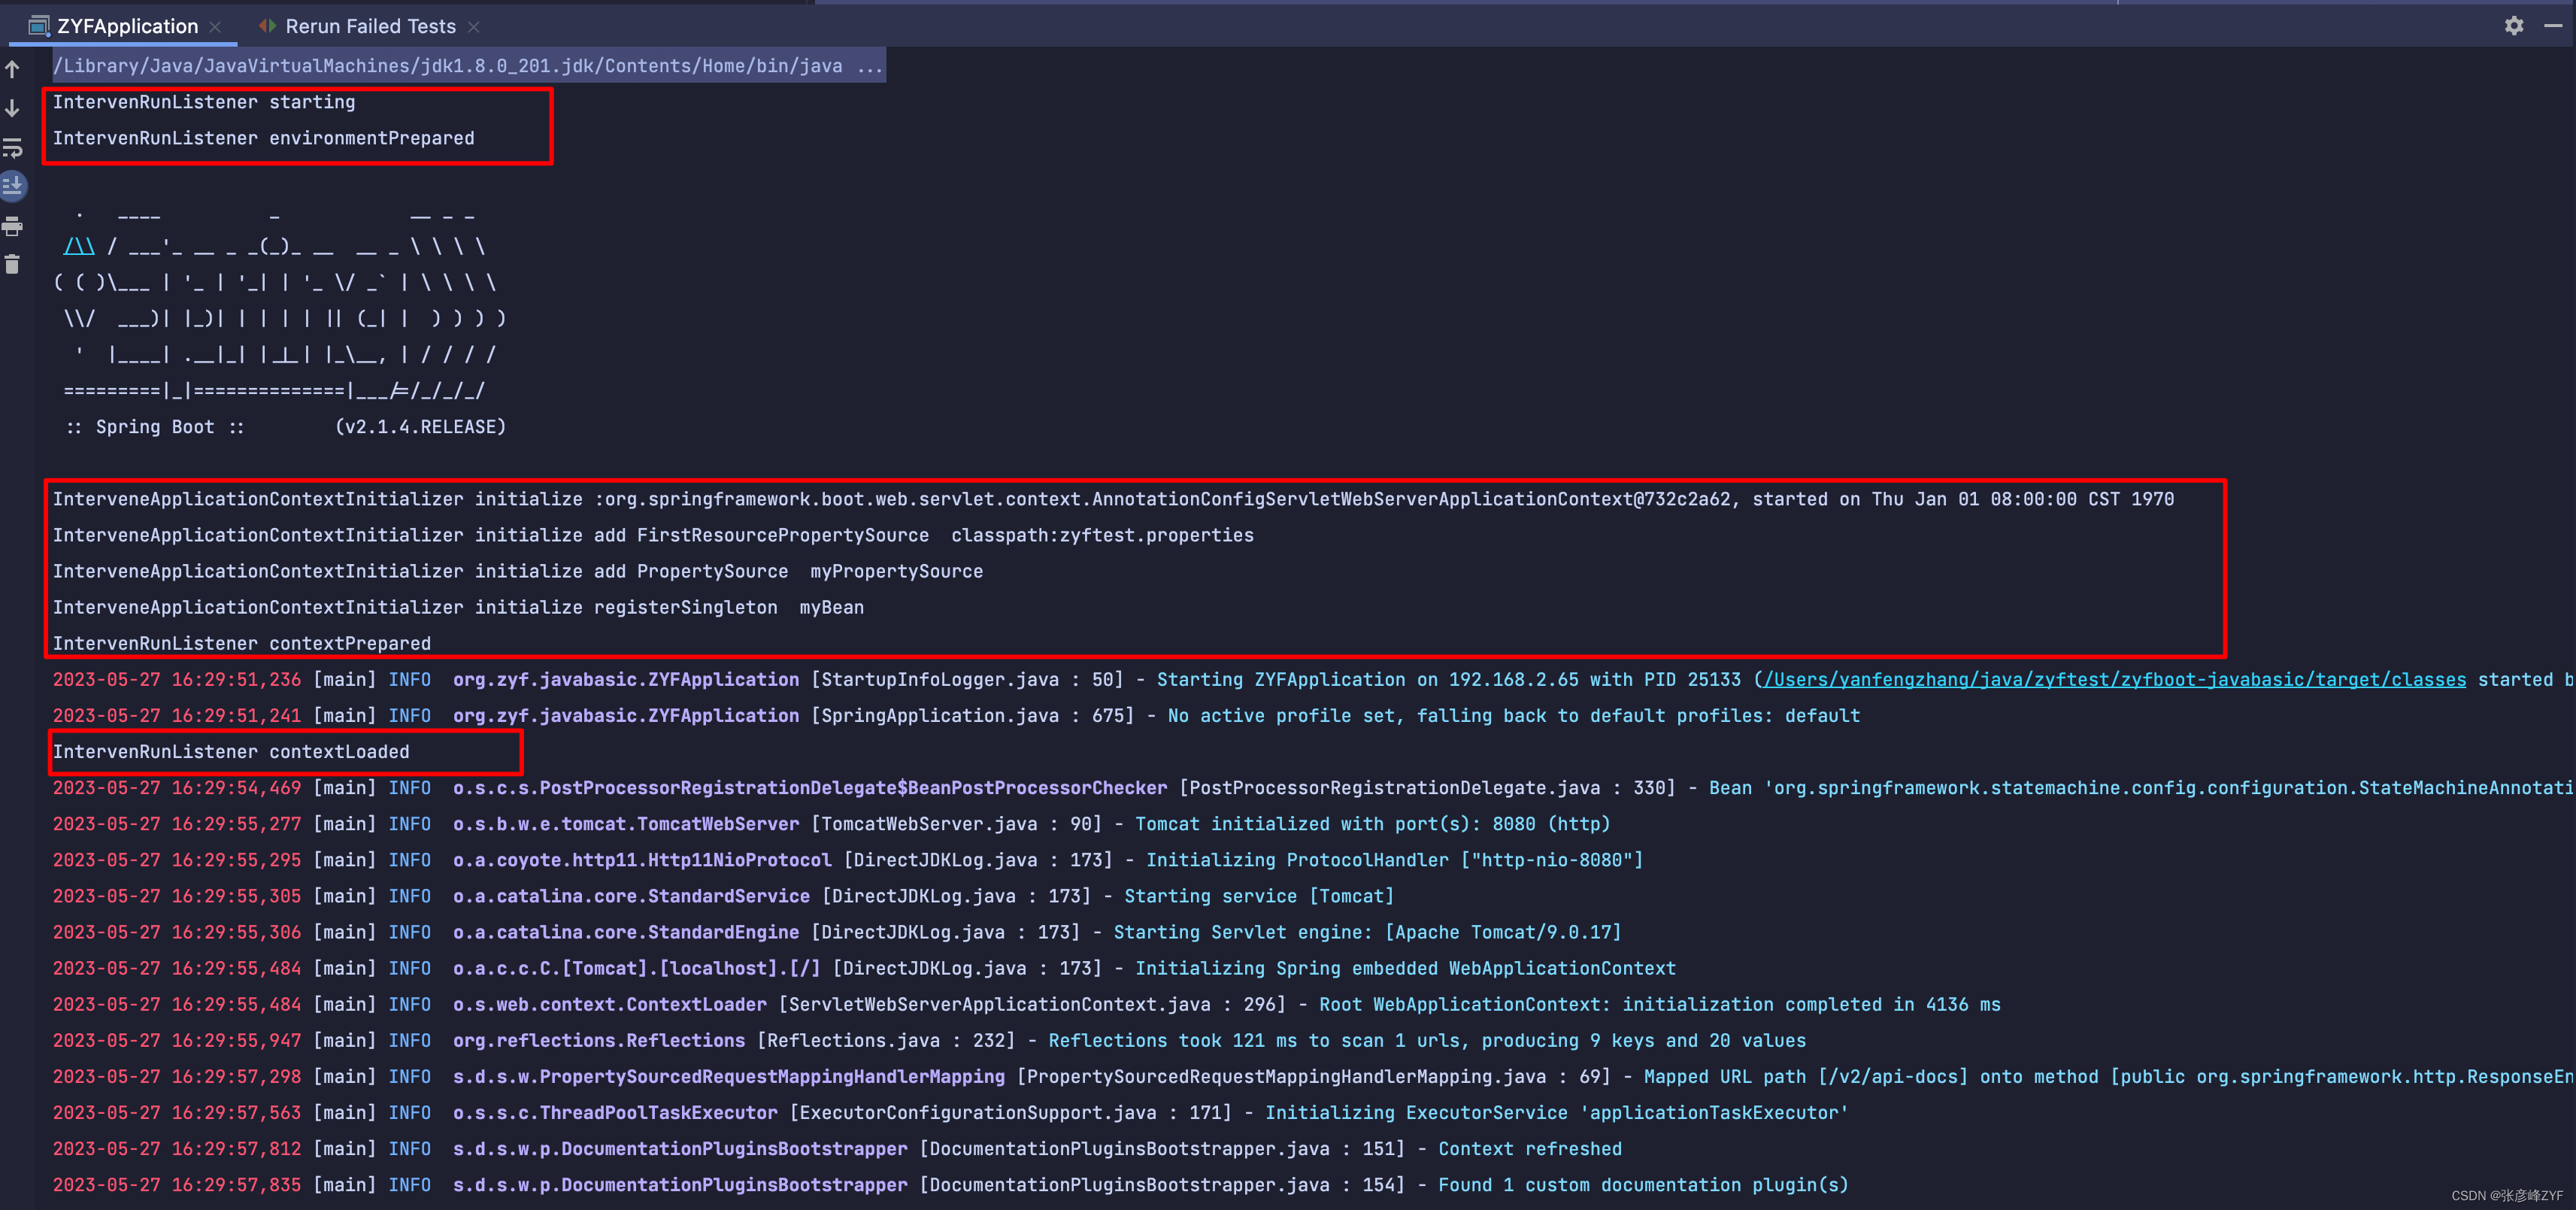 ZYFApplication
Rerun Failed Tests
/Library/Java/JavaVirtualMachines/jdk1.8.0_201.jdk/Contents/Home/bin/java ...
IntervenRunListener starting
IntervenRunListener environmentPrepared
  .   ____          _            __ _ _
 /\\ / ___'_ __ _ _(_)_ __  __ _ \ \ \ \
( ( )\___ | '_ | '_| | '_ \/ _` | \ \ \ \
 \\/  ___)| |_)| | | | | || (_| |  ) ) ) )
  '  |____| .__|_| |_|_| |_\__, | / / / /
 =========|_|==============|___/=/_/_/_/
 :: Spring Boot ::        (v2.1.4.RELEASE)
InterveneApplicationContextInitializer initialize :org.springframework.boot.web.servlet.context.AnnotationConfigServletWebServerApplicationContext@732c2a62, started on Thu Jan 01 08:00:00 CST 1970
InterveneApplicationContextInitializer initialize add FirstResourcePropertySource  classpath:zyftest.properties
InterveneApplicationContextInitializer initialize add PropertySource  myPropertySource
InterveneApplicationContextInitializer initialize registerSingleton  myBean
IntervenRunListener contextPrepared
2023-05-27 16:29:51,236 [main] INFO  org.zyf.javabasic.ZYFApplication [StartupInfoLogger.java : 50] - Starting ZYFApplication on 192.168.2.65 with PID 25133 (/Users/yanfengzhang/java/zyftest/zyfboot-javabasic/target/classes started b
2023-05-27 16:29:51,241 [main] INFO  org.zyf.javabasic.ZYFApplication [SpringApplication.java : 675] - No active profile set, falling back to default profiles: default
IntervenRunListener contextLoaded
2023-05-27 16:29:54,469 [main] INFO  o.s.c.s.PostProcessorRegistrationDelegate$BeanPostProcessorChecker [PostProcessorRegistrationDelegate.java : 330] - Bean 'org.springframework.statemachine.config.configuration.StateMachineAnnotati
2023-05-27 16:29:55,277 [main] INFO  o.s.b.w.e.tomcat.TomcatWebServer [TomcatWebServer.java : 90] - Tomcat initialized with port(s): 8080 (http)
2023-05-27 16:29:55,295 [main] INFO  o.a.coyote.http11.Http11NioProtocol [DirectJDKLog.java : 173] - Initializing ProtocolHandler ["http-nio-8080"]
2023-05-27 16:29:55,305 [main] INFO  o.a.catalina.core.StandardService [DirectJDKLog.java : 173] - Starting service [Tomcat]
2023-05-27 16:29:55,306 [main] INFO  o.a.catalina.core.StandardEngine [DirectJDKLog.java : 173] - Starting Servlet engine: [Apache Tomcat/9.0.17]
2023-05-27 16:29:55,484 [main] INFO  o.a.c.c.C.[Tomcat].[localhost].[/] [DirectJDKLog.java : 173] - Initializing Spring embedded WebApplicationContext
2023-05-27 16:29:55,484 [main] INFO  o.s.web.context.ContextLoader [ServletWebServerApplicationContext.java : 296] - Root WebApplicationContext: initialization completed in 4136 ms
2023-05-27 16:29:55,947 [main] INFO  org.reflections.Reflections [Reflections.java : 232] - Reflections took 121 ms to scan 1 urls, producing 9 keys and 20 values
2023-05-27 16:29:57,298 [main] INFO  s.d.s.w.PropertySourcedRequestMappingHandlerMapping [PropertySourcedRequestMappingHandlerMapping.java : 69] - Mapped URL path [/v2/api-docs] onto method [public org.springframework.http.ResponseEn
2023-05-27 16:29:57,563 [main] INFO  o.s.s.c.ThreadPoolTaskExecutor [ExecutorConfigurationSupport.java : 171] - Initializing ExecutorService 'applicationTaskExecutor'
2023-05-27 16:29:57,812 [main] INFO  s.d.s.w.p.DocumentationPluginsBootstrapper [DocumentationPluginsBootstrapper.java : 151] - Context refreshed
2023-05-27 16:29:57,835 [main] INFO  s.d.s.w.p.DocumentationPluginsBootstrapper [DocumentationPluginsBootstrapper.java : 154] - Found 1 custom documentation plugin(s)
CSDN @张彦峰ZYF